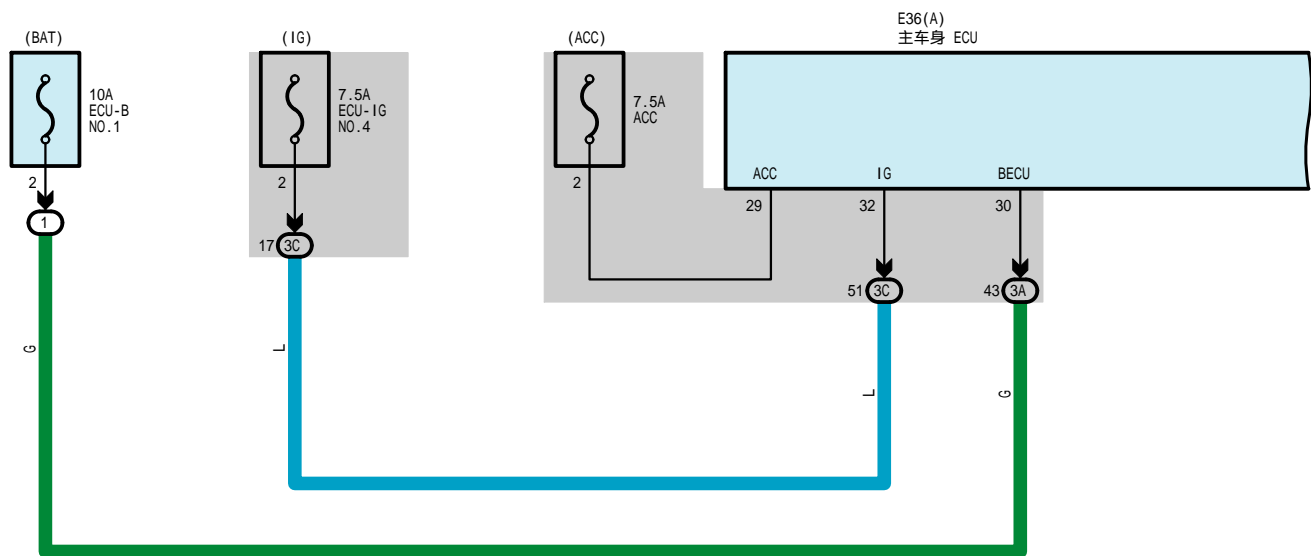 E36(A)
主车身 ECU
(BAT)
(IG)
(ACC)
10A
ECU-B
NO.1
7.5A
ECU-IG
NO.4
7.5A
ACC
ACC
IG
BECU
2
2
2
29
32
30
1
17
3C
51
3C
43
3A
G
L
L
G